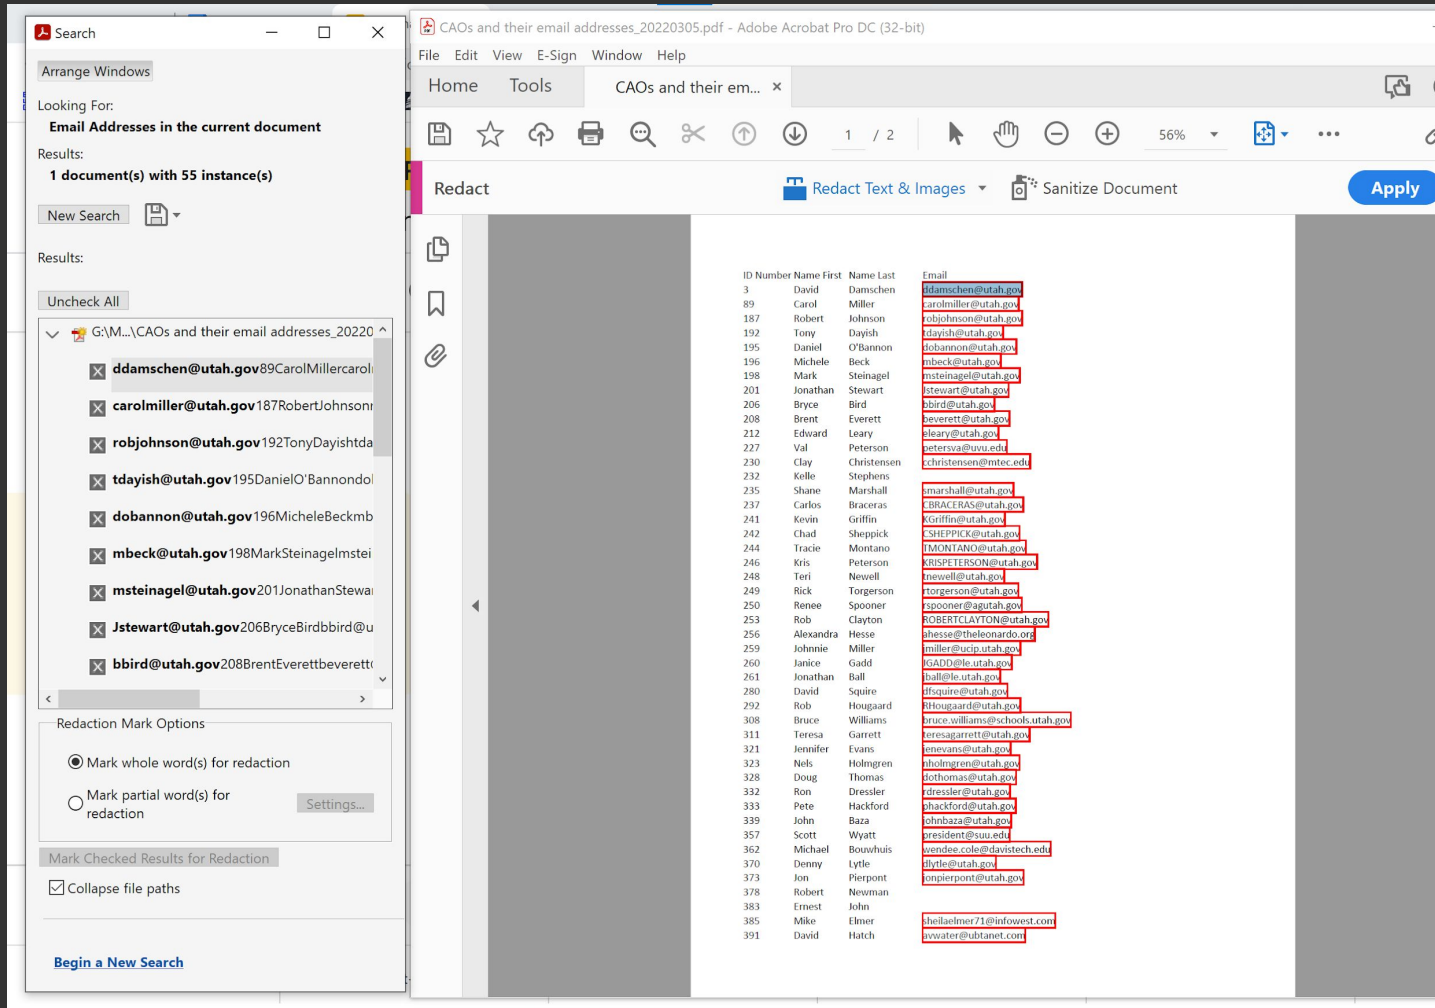 Search
Arrange Windows
Looking For:
Email Addresses in the current document
Results:
1 document(s) with 55 instance(s)
New Search
Results:
Uncheck All
G:\M...\CAOs and their email addresses_20220
ddamschen@utah.gov89CarolMillercarol
carolmiller@utah.gov187RobertJohnson
robjohnson@utah.gov192TonyDayishtda
tdayish@utah.gov195DanielO'Bannondo
dobannon@utah.gov196MicheleBeckmb
mbeck@utah.gov198MarkSteinagelmstei
msteinagel@utah.gov201JonathanStewa
Jstewart@utah.gov206BryceBirdbbird@u
bbird@utah.gov208BrentEverettbeverett
Redaction Mark Options
Mark whole word(s) for redaction
Mark partial word(s) for
redaction
Settings...
Mark Checked Results for Redaction
Collapse file paths
Begin a New Search
CAOs and their email addresses_20220305.pdf - Adobe Acrobat Pro DC (32-bit)
File Edit View E-Sign Window Help
Home Tools CAOs and their em... ×
1 / 2 56%
Redact Redact Text & Images Sanitize Document Apply
ID Number Name First Name Last Email
3 David Damschen ddamschen@utah.gov
89 Carol Miller carolmiller@utah.gov
187 Robert Johnson robjohnson@utah.gov
192 Tony Dayish tdayish@utah.gov
195 Daniel O'Bannon dobannon@utah.gov
196 Michele Beck mbeck@utah.gov
198 Mark Steinagel msteinagel@utah.gov
201 Jonathan Stewart Jstewart@utah.gov
206 Bryce Bird bbird@utah.gov
208 Brent Everett beverett@utah.gov
212 Edward Leary eleary@utah.gov
227 Val Peterson petersva@uvu.edu
230 Clay Christensen cchristensen@mtec.edu
232 Kelle Stephens
235 Shane Marshall smarshall@utah.gov
237 Carlos Braceras CBRACERAS@utah.gov
241 Kevin Griffin KGriffin@utah.gov
242 Chad Sheppick CSHEPPICK@utah.gov
244 Tracie Montano TMONTANO@utah.gov
246 Kris Peterson KRISPETERSON@utah.gov
248 Teri Newell tnewell@utah.gov
249 Rick Torgerson rtorgerson@utah.gov
250 Renee Spooner rspooner@agutah.gov
253 Rob Clayton ROBERTCLAYTON@utah.gov
256 Alexandra Hesse ahesse@theleonardo.org
259 Johnnie Miller jmiller@ucip.utah.gov
260 Janice Gadd JGADD@le.utah.gov
261 Jonathan Ball jball@le.utah.gov
280 David Squire dfsquire@utah.gov
292 Rob Hougaard RHougaard@utah.gov
308 Bruce Williams bruce.williams@schools.utah.gov
311 Teresa Garrett teresagarrett@utah.gov
321 Jennifer Evans jenevans@utah.gov
323 Nels Holmgren nholmgren@utah.gov
328 Doug Thomas dothomas@utah.gov
332 Ron Dressler rdressler@utah.gov
333 Pete Hackford phackford@utah.gov
339 John Baza johnbaza@utah.gov
357 Scott Wyatt president@suu.edu
362 Michael Bouwhuis wendee.cole@davistech.edu
370 Denny Lytle dlytle@utah.gov
373 Jon Pierpont jonpierpont@utah.gov
378 Robert Newman
383 Ernest John
385 Mike Elmer sheilaelmer71@infowest.com
391 David Hatch avwater@ubtanet.com